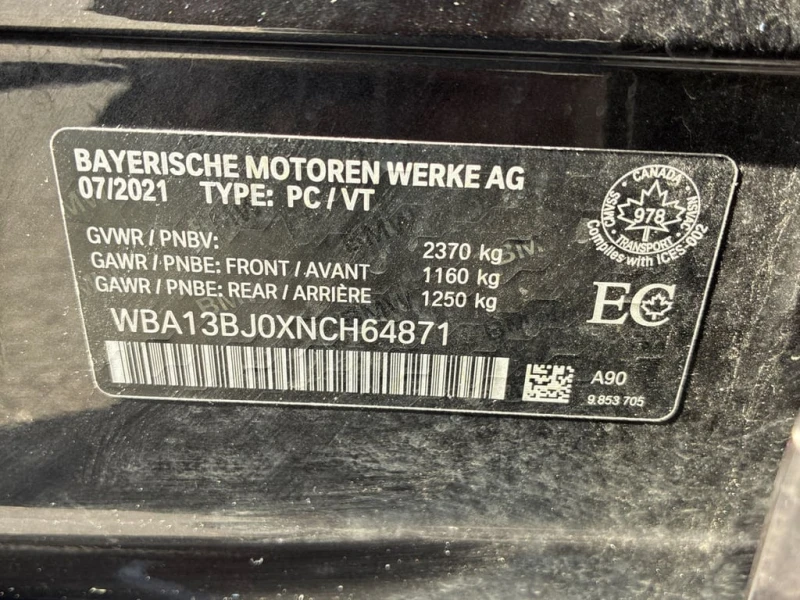 BAYERISCHE MOTOREN WERKE AG
07/2021 TYPE: PC / VT
GVWR / PNBV: 2370 kg
GAWR / PNBE: FRONT / AVANT 1160 kg
GAWR / PNBE: REAR / ARRIÈRE 1250 kg
WBA13BJ0XNCH64871
CANADA
CMVSS
NSVAC
978
TRANSPORT
Complies with ICES-002
EC
A90
9.853 705